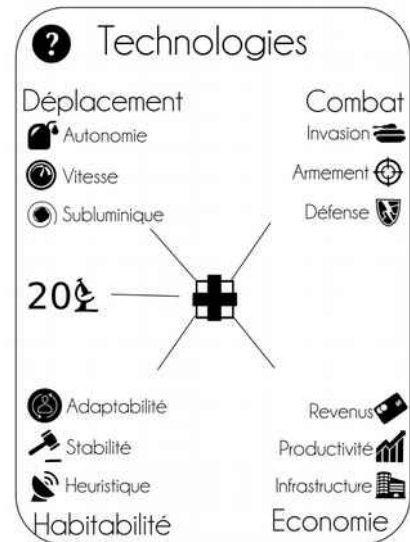 ? Technologies
Déplacement
Autonomie
Vitesse
Subluminique
Combat
Invasion
Armement
Défense
20
Adaptabilité
Stabilité
Heuristique
Habitabilité
Revenus
Productivité
Infrastructure
Economie